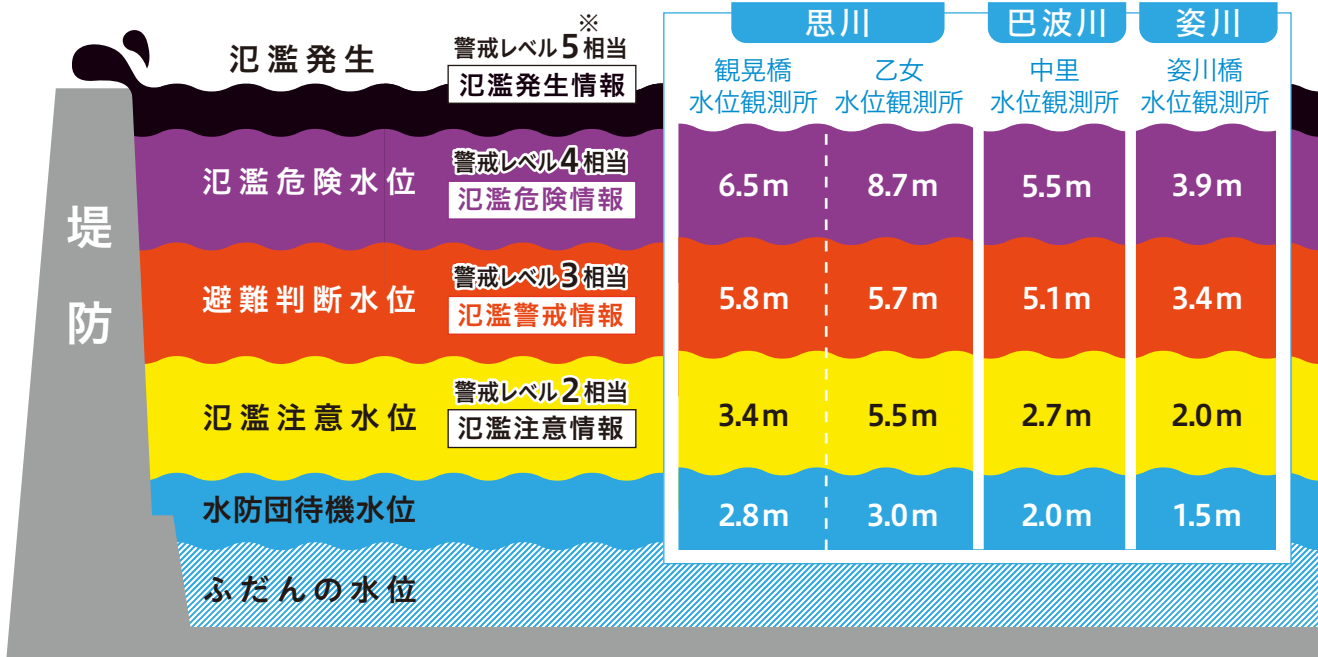 思川
巴波川
姿川
観晃橋
水位観測所
乙女
水位観測所
中里
水位観測所
姿川橋
水位観測所
氾濫発生
※
警戒レベル5相当
氾濫発生情報
氾濫危険水位
警戒レベル4相当
氾濫危険情報
6.5m
8.7m
5.5m
3.9m
堤防
避難判断水位
警戒レベル3相当
氾濫警戒情報
5.8m
5.7m
5.1m
3.4m
氾濫注意水位
警戒レベル2相当
氾濫注意情報
3.4m
5.5m
2.7m
2.0m
水防団待機水位
2.8m
3.0m
2.0m
1.5m
ふだんの水位